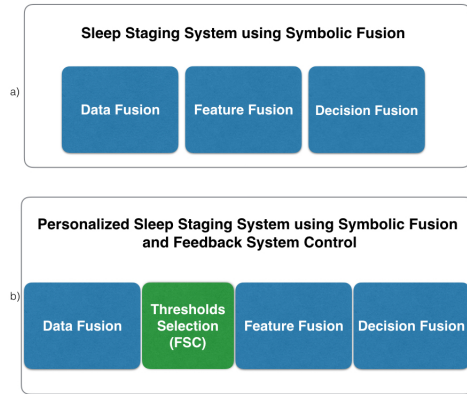 Sleep Staging System using Symbolic Fusion
a)
Data Fusion
Feature Fusion
Decision Fusion
Personalized Sleep Staging System using Symbolic Fusion
and Feedback System Control
b)
Data Fusion
Thresholds
Selection
(FSC)
Feature Fusion
Decision Fusion